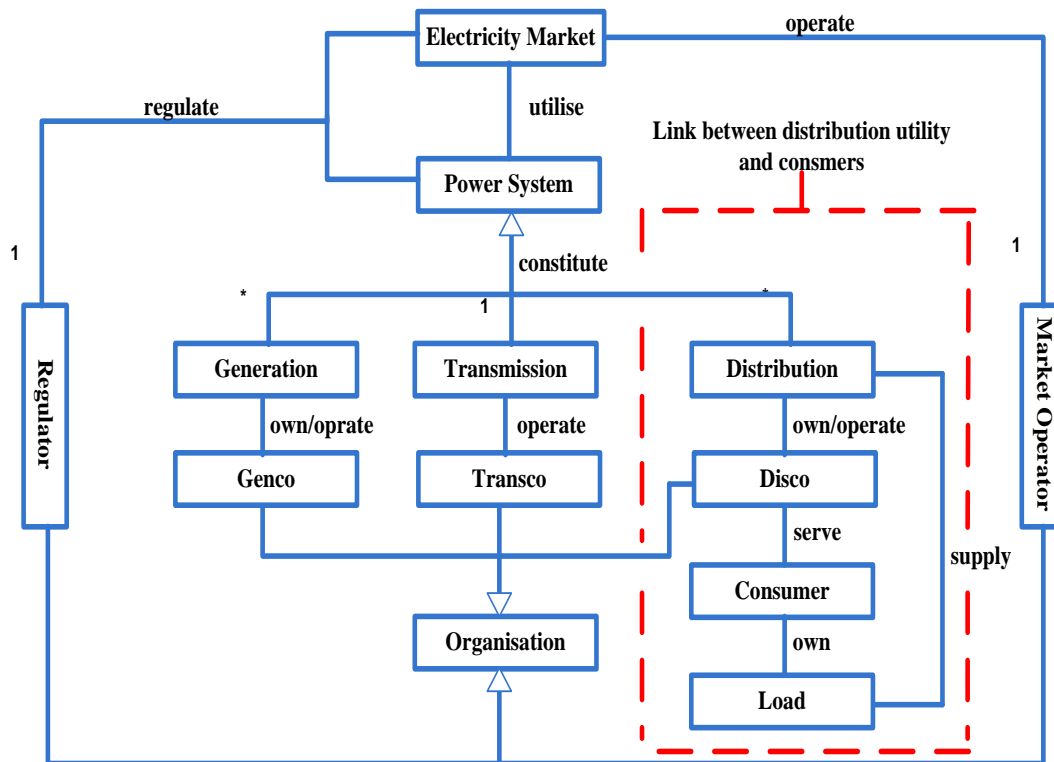 Electricity Market
operate
regulate
utilise
Link between distribution utility
and consmers
Power System
1
1
constitute
*
1
*
Regulator
Generation
Transmission
Distribution
Market Operator
own/oprate
operate
own/operate
Genco
Transco
Disco
serve
supply
Consumer
Organisation
own
Load